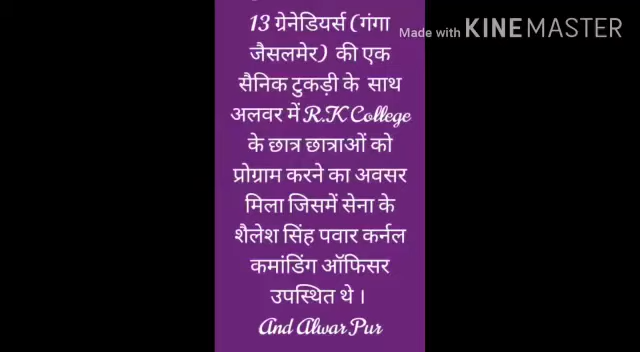 13 ग्रेनेडियर्स (गंगा
जैसलमेर) की एक
सैनिक टुकड़ी के साथ
अलवर में R.K College
के छात्र छात्राओं को
प्रोग्राम करने का अवसर
मिला जिसमें सेना के
शैलेश सिंह पवार कर्नल
कमांडिंग ऑफिसर
उपस्थित थे ।
And Alwar Pur
Made with KINEMASTER